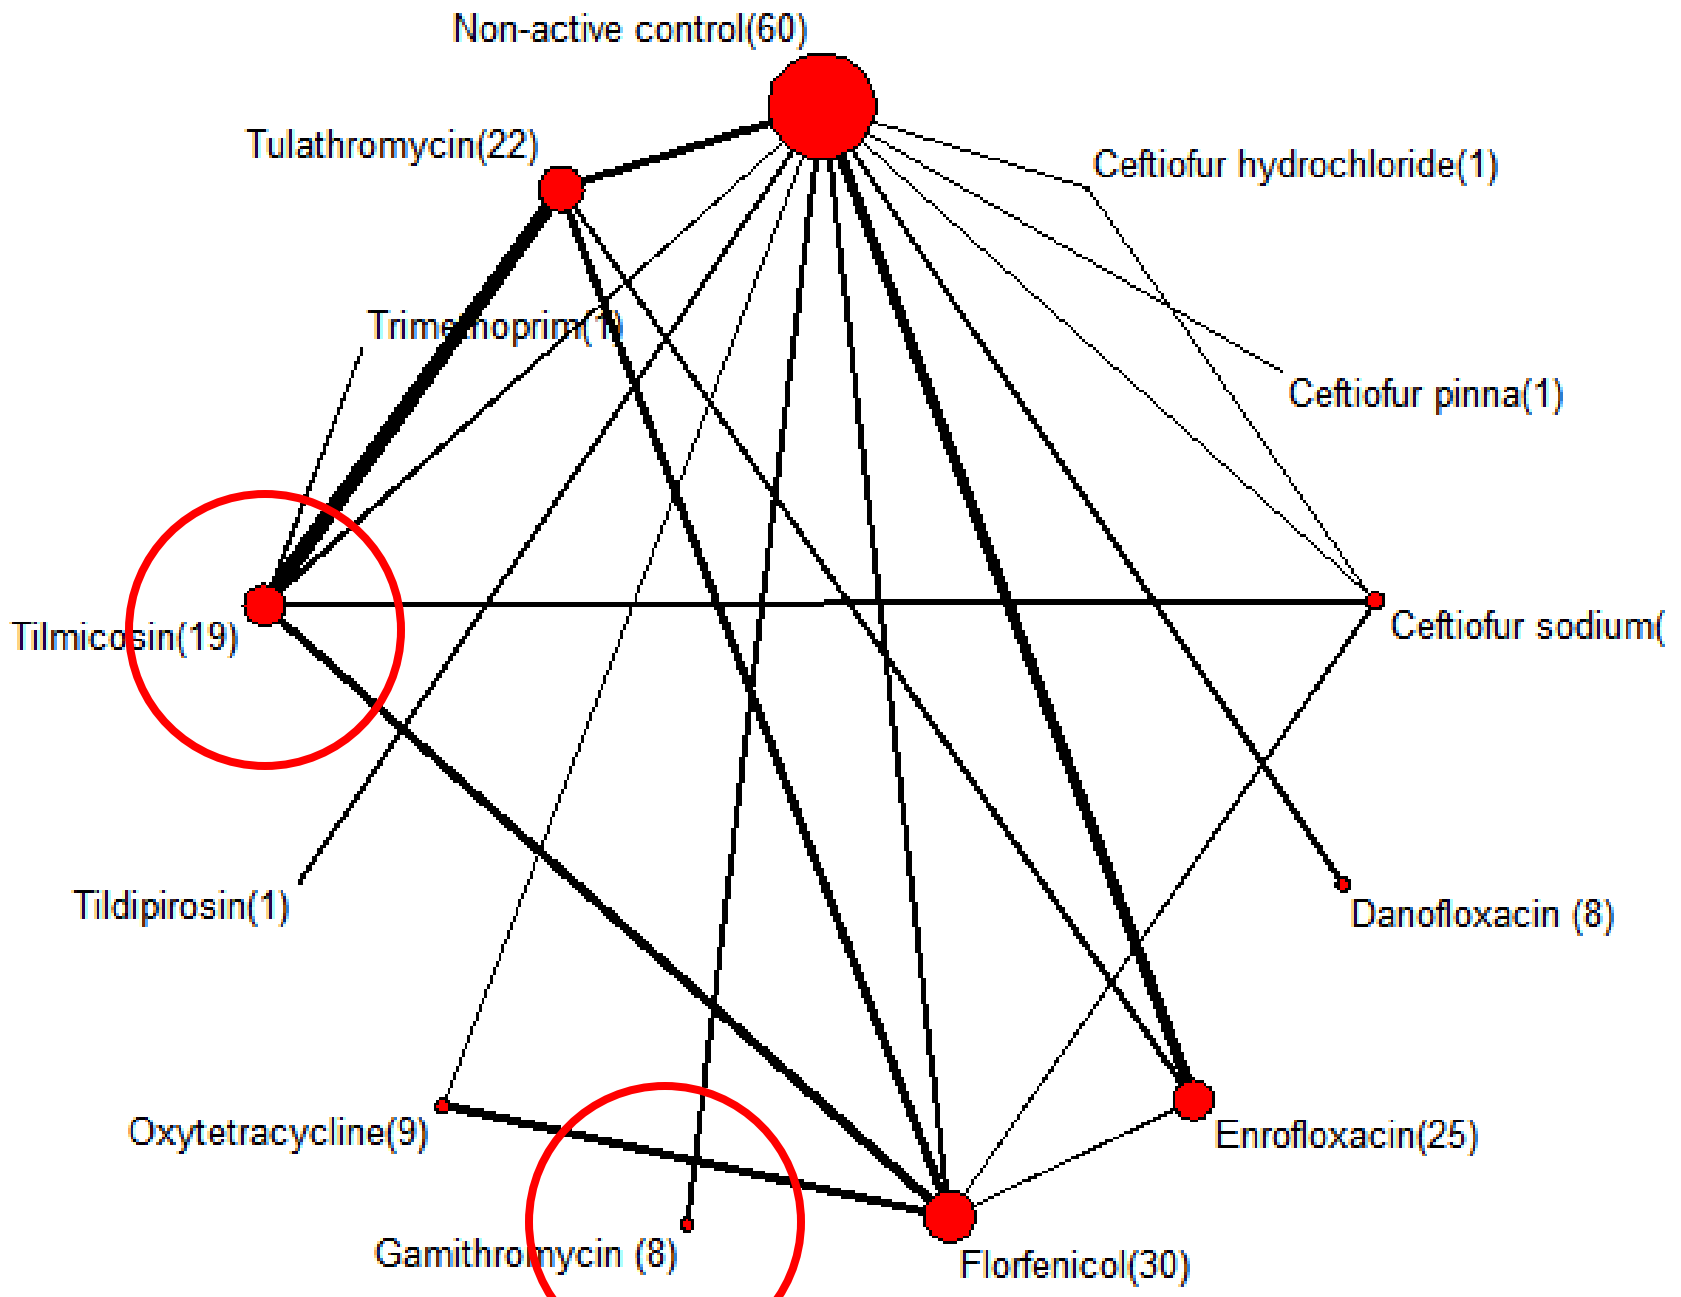 Non-active control(60)
Tulathromycin(22)
Ceftiofur hydrochloride(1)
Trimethoprim(1)
Ceftiofur pinna(1)
Tilmicosin(19)
Ceftiofur sodium(
Tildipirosin(1)
Danofloxacin (8)
Oxytetracycline(9)
Enrofloxacin(25)
Gamithromycin (8)
Florfenicol(30)